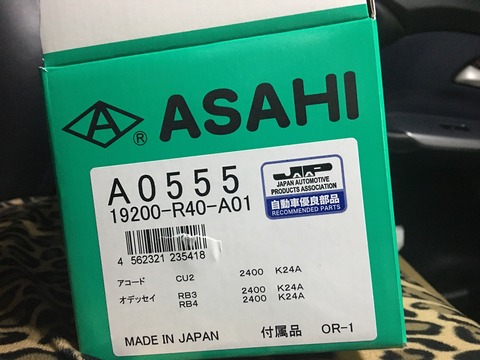 A ® ASAHI
A0555
19200-R40-A01
JAP
JAPAN AUTOMOTIVE
PRODUCTS ASSOCIATION
自動車優良部品
RECOMMENDED PARTS
4 562321 235418
アコード CU2 2400 K24A
オデッセイ RB3 2400 K24A
RB4 2400 K24A
MADE IN JAPAN 付属品 OR-1